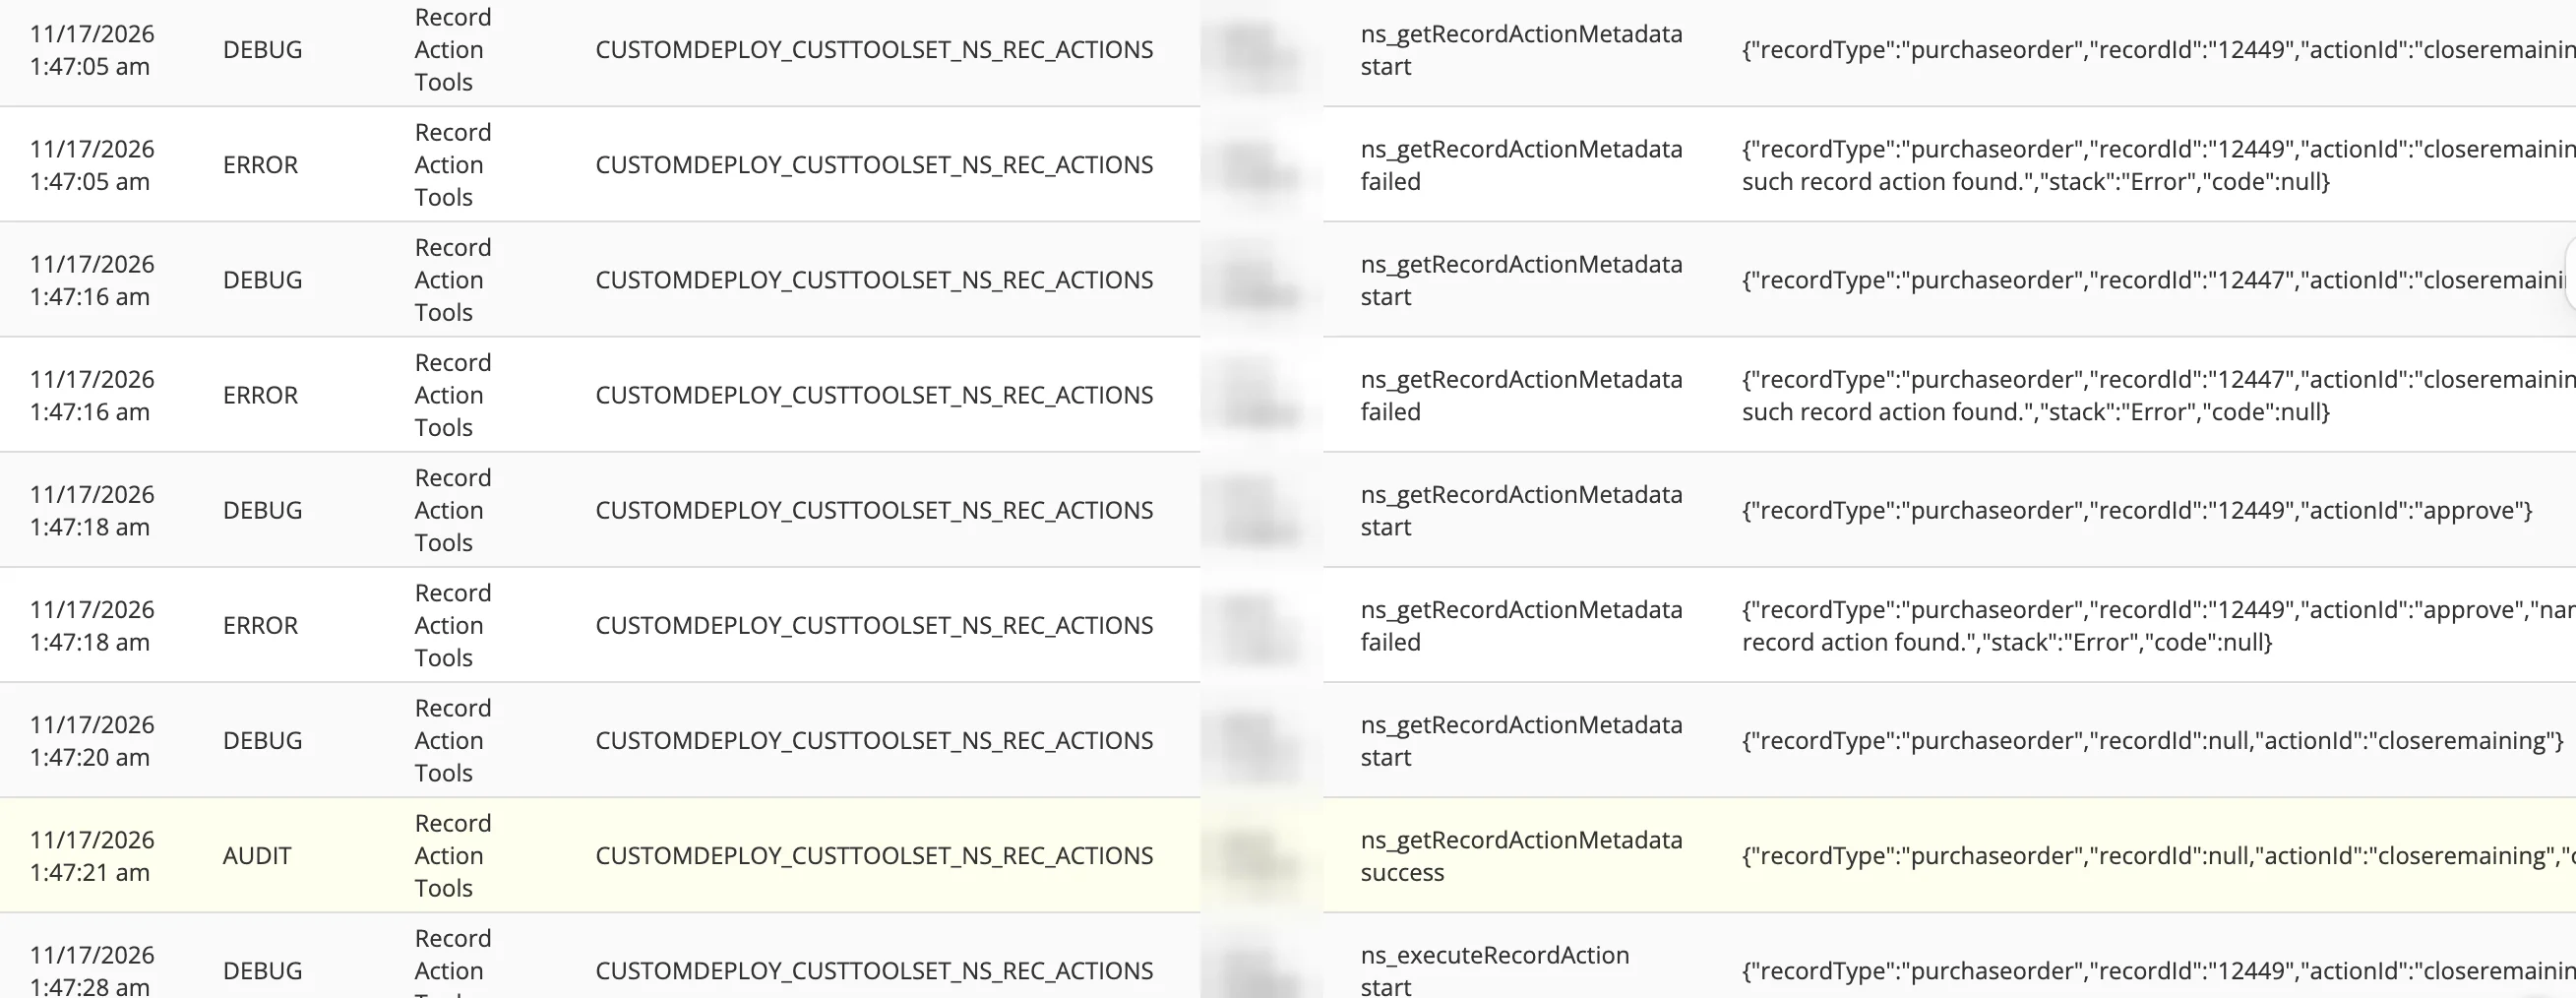 11/17/2026 1:47:05 am DEBUG Record Action Tools CUSTOMDEPLOY_CUSTTOOLSET_NS_REC_ACTIONS ns_getRecordActionMetadata start {"recordType":"purchaseorder","recordId":"12449","actionId":"closeremainin
11/17/2026 1:47:05 am ERROR Record Action Tools CUSTOMDEPLOY_CUSTTOOLSET_NS_REC_ACTIONS ns_getRecordActionMetadata failed {"recordType":"purchaseorder","recordId":"12449","actionId":"closeremainin
such record action found.","stack":"Error","code":null}
11/17/2026 1:47:16 am DEBUG Record Action Tools CUSTOMDEPLOY_CUSTTOOLSET_NS_REC_ACTIONS ns_getRecordActionMetadata start {"recordType":"purchaseorder","recordId":"12447","actionId":"closeremaini
11/17/2026 1:47:16 am ERROR Record Action Tools CUSTOMDEPLOY_CUSTTOOLSET_NS_REC_ACTIONS ns_getRecordActionMetadata failed {"recordType":"purchaseorder","recordId":"12447","actionId":"closeremainin
such record action found.","stack":"Error","code":null}
11/17/2026 1:47:18 am DEBUG Record Action Tools CUSTOMDEPLOY_CUSTTOOLSET_NS_REC_ACTIONS ns_getRecordActionMetadata start {"recordType":"purchaseorder","recordId":"12449","actionId":"approve"}
11/17/2026 1:47:18 am ERROR Record Action Tools CUSTOMDEPLOY_CUSTTOOLSET_NS_REC_ACTIONS ns_getRecordActionMetadata failed {"recordType":"purchaseorder","recordId":"12449","actionId":"approve","nam
record action found.","stack":"Error","code":null}
11/17/2026 1:47:20 am DEBUG Record Action Tools CUSTOMDEPLOY_CUSTTOOLSET_NS_REC_ACTIONS ns_getRecordActionMetadata start {"recordType":"purchaseorder","recordId":null,"actionId":"closeremaining"}
11/17/2026 1:47:21 am AUDIT Record Action Tools CUSTOMDEPLOY_CUSTTOOLSET_NS_REC_ACTIONS ns_getRecordActionMetadata success {"recordType":"purchaseorder","recordId":null,"actionId":"closeremaining","
11/17/2026 1:47:28 am DEBUG Record Action CUSTOMDEPLOY_CUSTTOOLSET_NS_REC_ACTIONS ns_executeRecordAction start {"recordType":"purchaseorder","recordId":"12449","actionId":"closeremainin